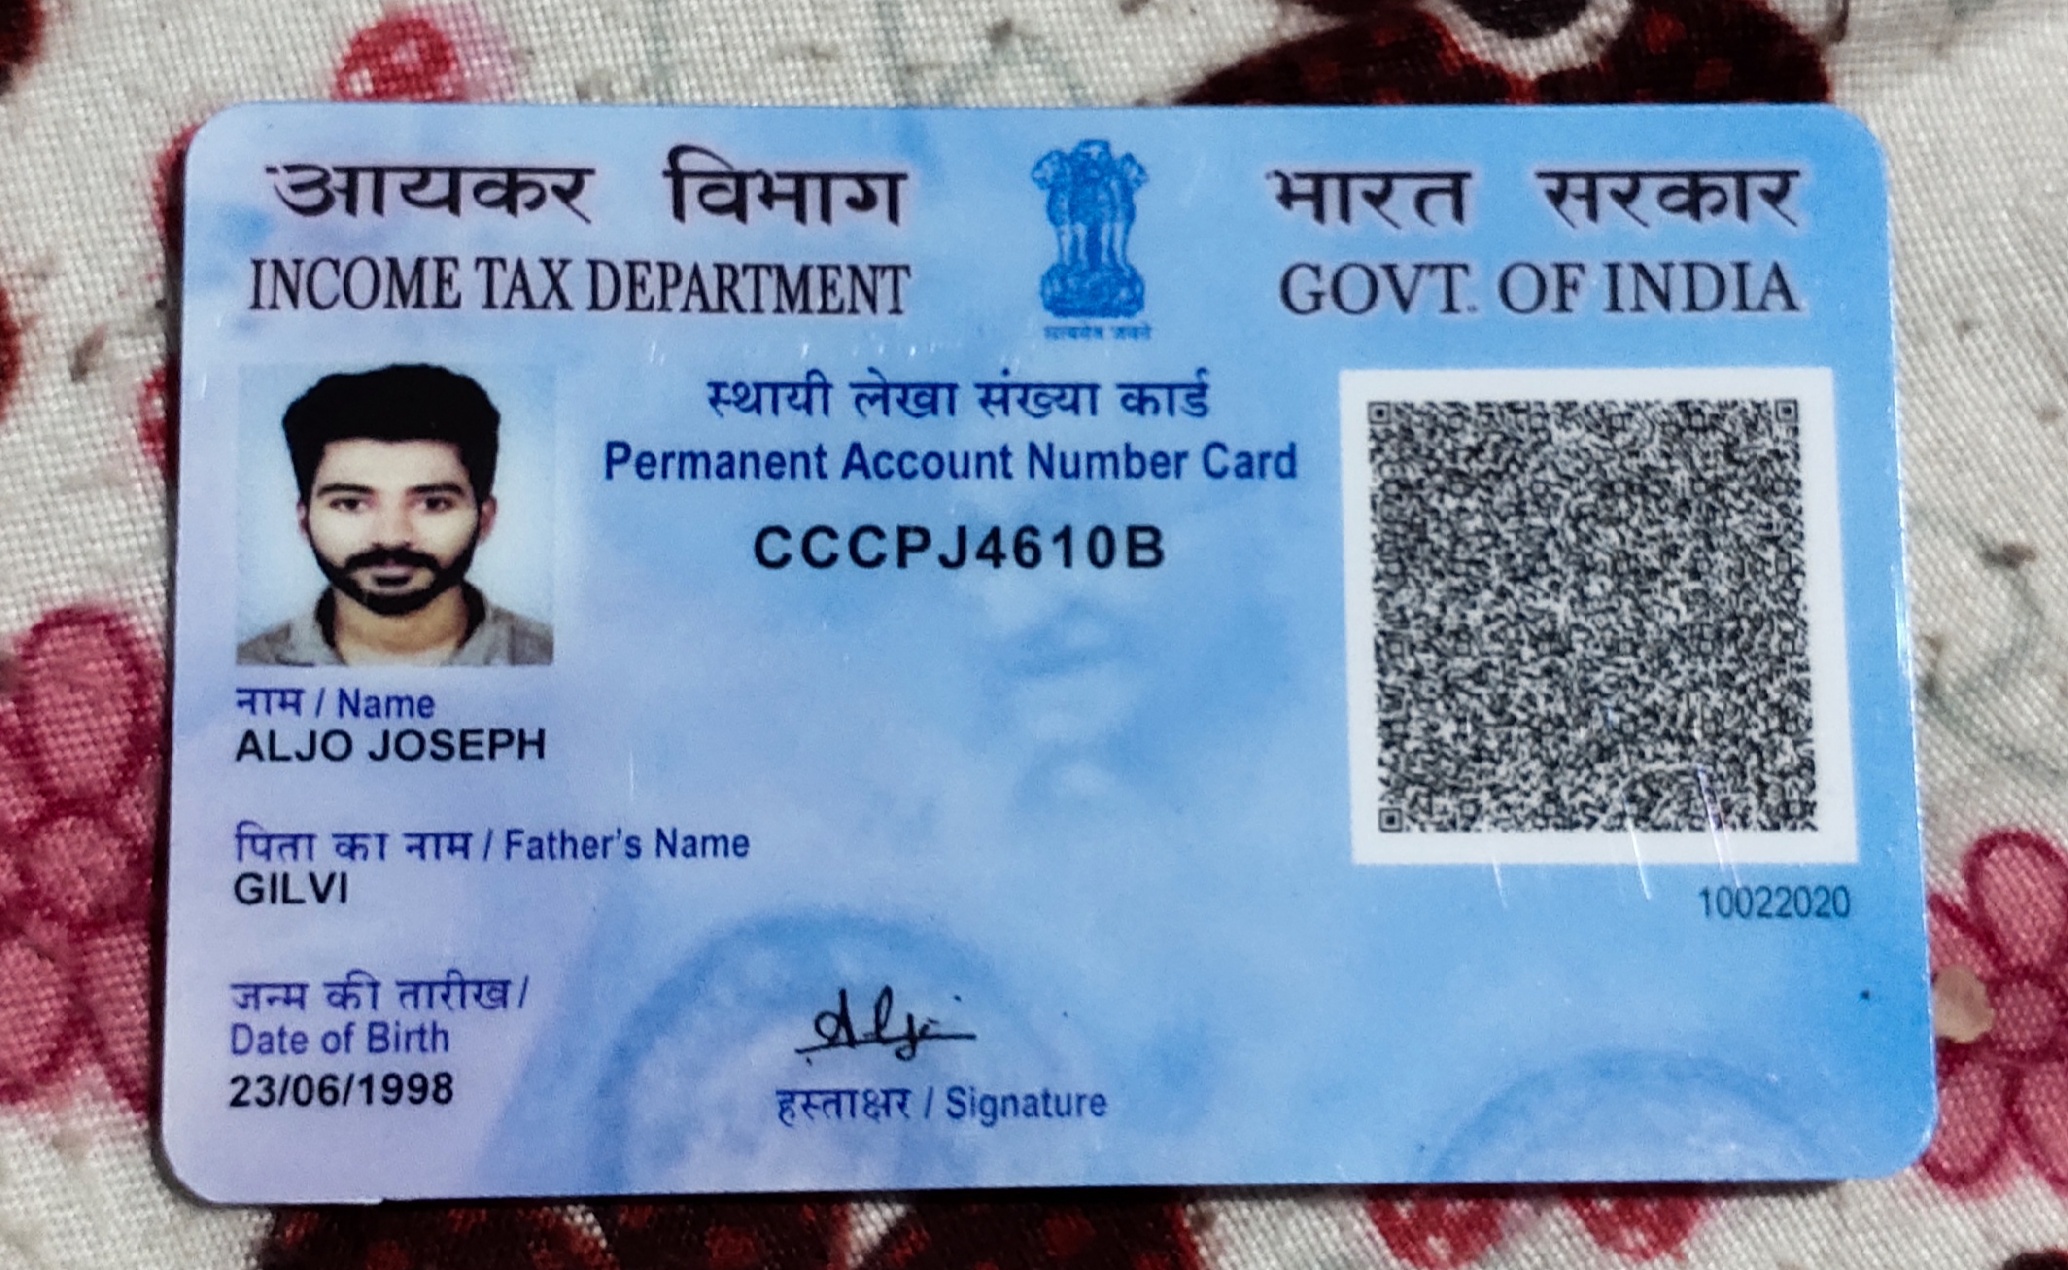 आयकर विभाग
INCOME TAX DEPARTMENT
सत्यमेव जयते
भारत सरकार
GOVT. OF INDIA
स्थायी लेखा संख्या कार्ड
Permanent Account Number Card
CCCPJ4610B
नाम / Name
ALJO JOSEPH
पिता का नाम / Father's Name
GILVI
10022020
जन्म की तारीख /
Date of Birth
23/06/1998
Aljo
हस्ताक्षर / Signature